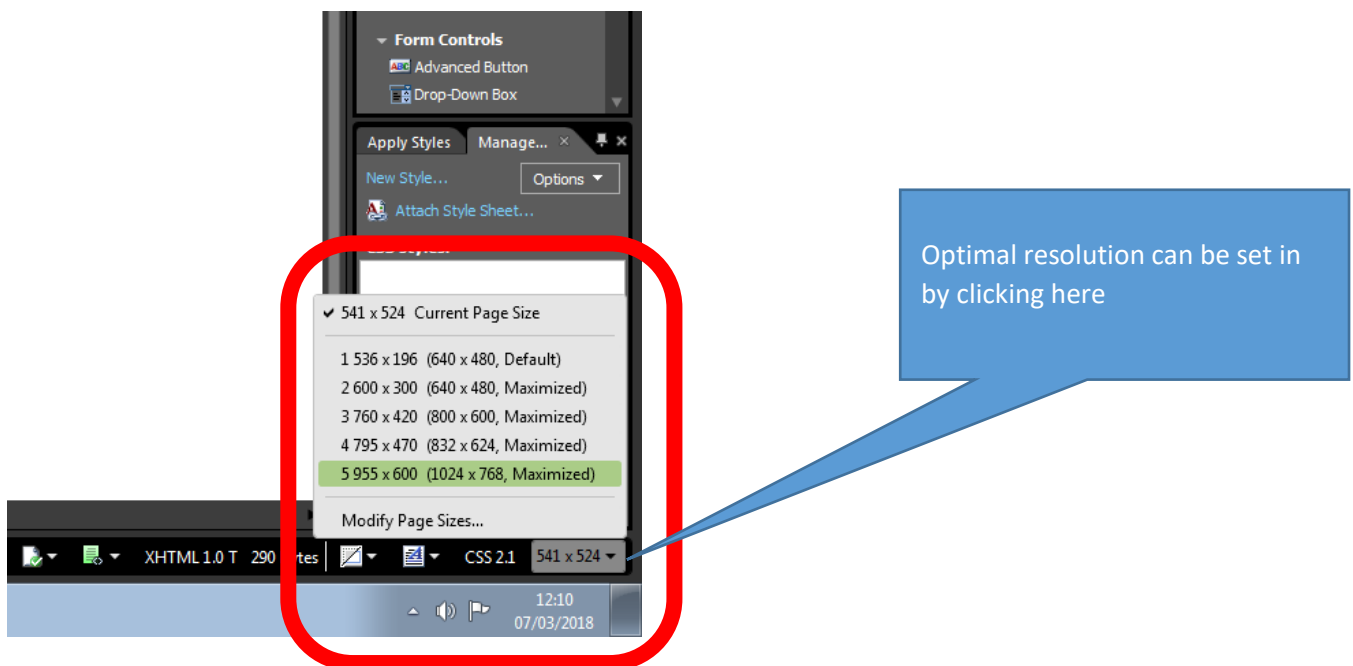 Form Controls
Advanced Button
Drop-Down Box
Apply Styles Manage...
New Style... Options
Attach Style Sheet...
541 x 524 Current Page Size
1 536 x 196 (640 x 480, Default)
2 600 x 300 (640 x 480, Maximized)
3 760 x 420 (800 x 600, Maximized)
4 795 x 470 (832 x 624, Maximized)
5 955 x 600 (1024 x 768, Maximized)
Modify Page Sizes...
XHTML 1.0 T 290 CSS 2.1 541 x 524
12:10
07/03/2018
Optimal resolution can be set in
by clicking here